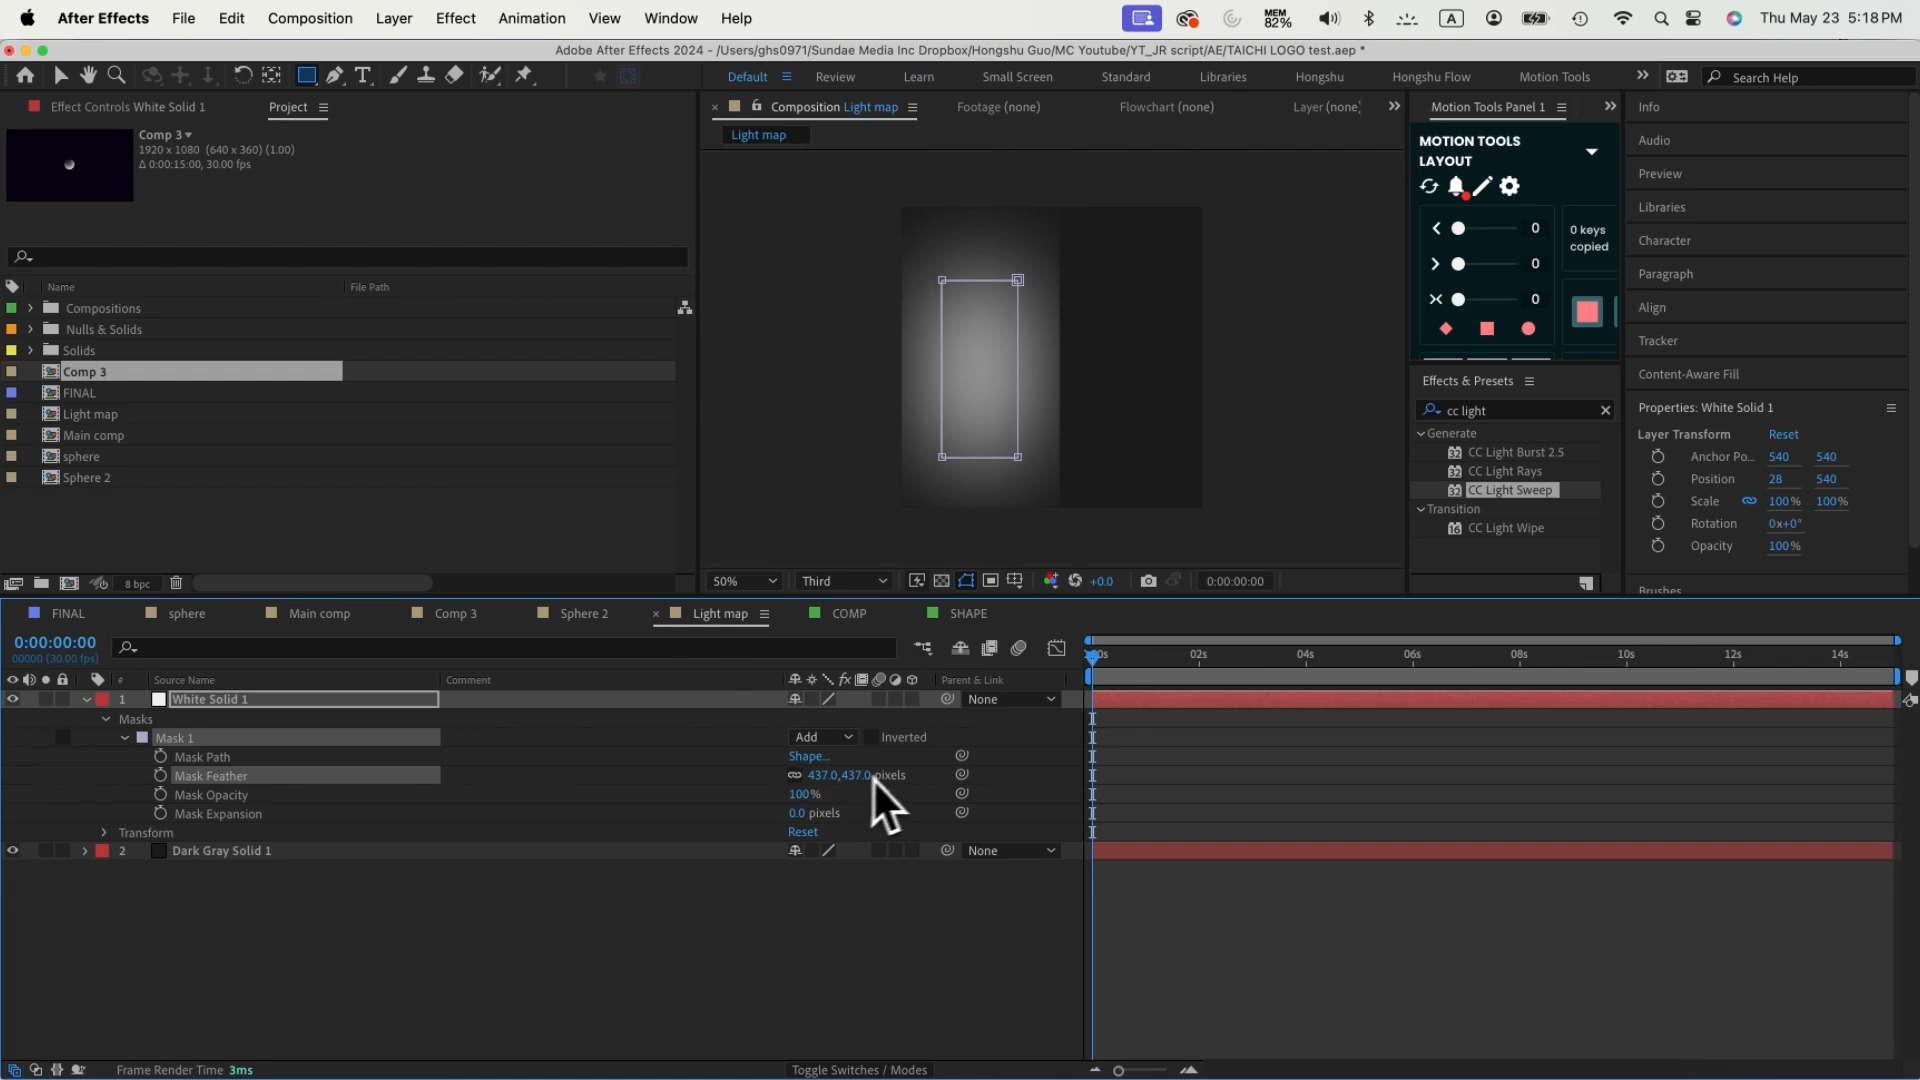 After Effects File Edit Composition Layer Effect Animation View Window Help MEM 82% A Thu May 23 5:18 PM
Adobe After Effects 2024 - /Users/ghs0971/Sundae Media Inc Dropbox/Hongshu Guo/MC Youtube/YT_JR script/AE/TAICHI LOGO test.aep *
Default Review Learn Small Screen Standard Libraries Hongshu Hongshu Flow Motion Tools Search Help
Effect Controls White Solid 1 Project
Comp 3
1920 x 1080 (640 x 360) (1.00)
Δ 0:00:15:00, 30.00 fps
Name File Path
Compositions
Nulls & Solids
Solids
Comp 3
FINAL
Light map
Main comp
sphere
Sphere 2
8 bpc
Composition Light map Footage (none) Flowchart (none) Layer (none)
Light map
50% Third +0.0 0:00:00:00
Motion Tools Panel 1
MOTION TOOLS
LAYOUT
0
0
0
0 keys
copied
Effects & Presets
cc light
Generate
32 CC Light Burst 2.5
32 CC Light Rays
32 CC Light Sweep
Transition
16 CC Light Wipe
Info
Audio
Preview
Libraries
Character
Paragraph
Align
Tracker
Content-Aware Fill
Properties: White Solid 1
Layer Transform Reset
Anchor Po... 540 540
Position 28 540
Scale 100% 100%
Rotation 0x+0°
Opacity 100%
Brushes
FINAL sphere Main comp Comp 3 Sphere 2 Light map COMP SHAPE
0:00:00:00
00000 (30.00 fps)
02s 04s 06s 08s 10s 12s 14s
# Source Name Comment fx Parent & Link
1 White Solid 1 None
Masks
Mask 1 Add Inverted
Mask Path Shape...
Mask Feather 437.0,437.0 pixels
Mask Opacity 100%
Mask Expansion 0.0 pixels
Transform Reset
2 Dark Gray Solid 1 None
Frame Render Time 3ms Toggle Switches / Modes